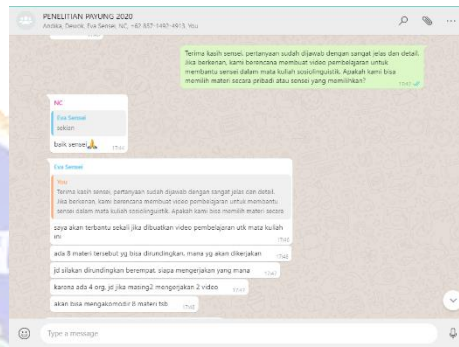 PENELITIAN PAYUNG 2020
Andika, Dewok, Eva Sensei, NC, +62 857-1492-4913, You
Terima kasih sensei, pertanyaan sudah dijawab dengan sangat jelas dan detail.
Jika berkenan, kami berencana membuat video pembelajaran untuk
membantu sensei dalam mata kuliah sosiolinguistik. Apakah kami bisa
memilih materi secara pribadi atau sensei yang memilihkan?
NC
Eva Sensei
sekian
baik sensei🙏 17:44
Eva Sensei
You
Terima kasih sensei, pertanyaan sudah dijawab dengan sangat jelas dan detail.
Jika berkenan, kami berencana membuat video pembelajaran untuk membantu
sensei dalam mata kuliah sosiolinguistik. Apakah kami bisa memilih materi secara
saya akan terbantu sekali jika dibuatkan video pembelajaran utk mata kuliah
ini
ada 8 materi tersebut yg bisa dirundingkan, mana yg akan dikerjakan
jd silakan dirundingkan berempat, siapa mengerjakan yang mana
karena ada 4 org, jd jika masing2 mengerjakan 2 video
akan bisa mengakomodir 8 materi tsb
Type a message